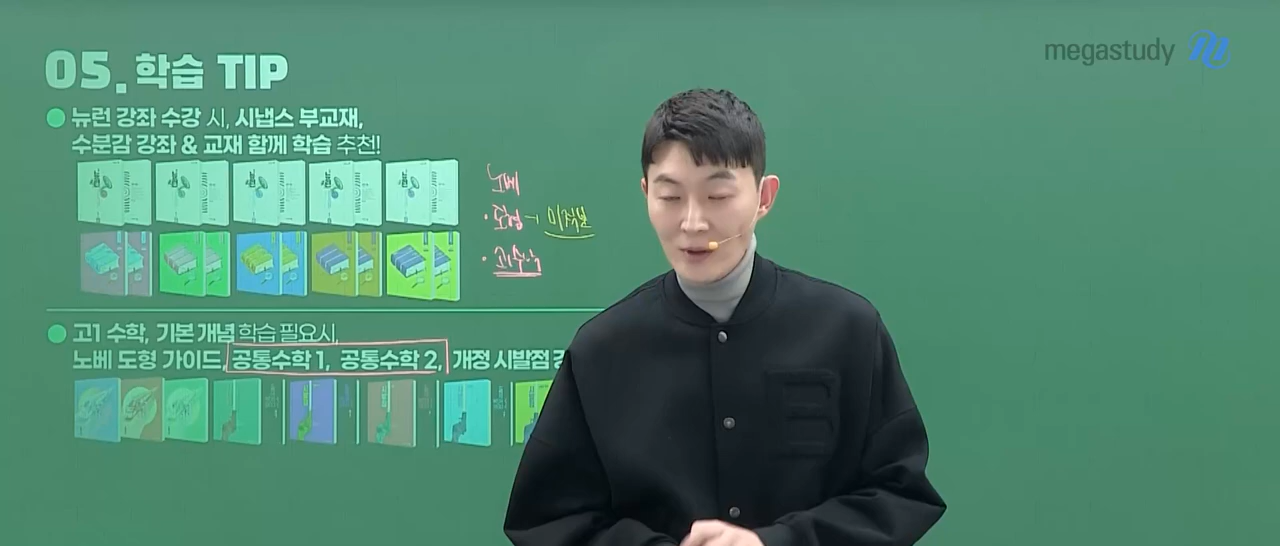 05. 학습 TIP
megastudy
뉴런 강좌 수강 시, 시냅스 부교재,
수분감 강좌 & 교재 함께 학습 추천!
노베
· 도형 - 미적분
고1 수학, 기본 개념 학습 필요시,
노베 도형 가이드, 공통수학 1, 공통수학 2, 개정 시발점